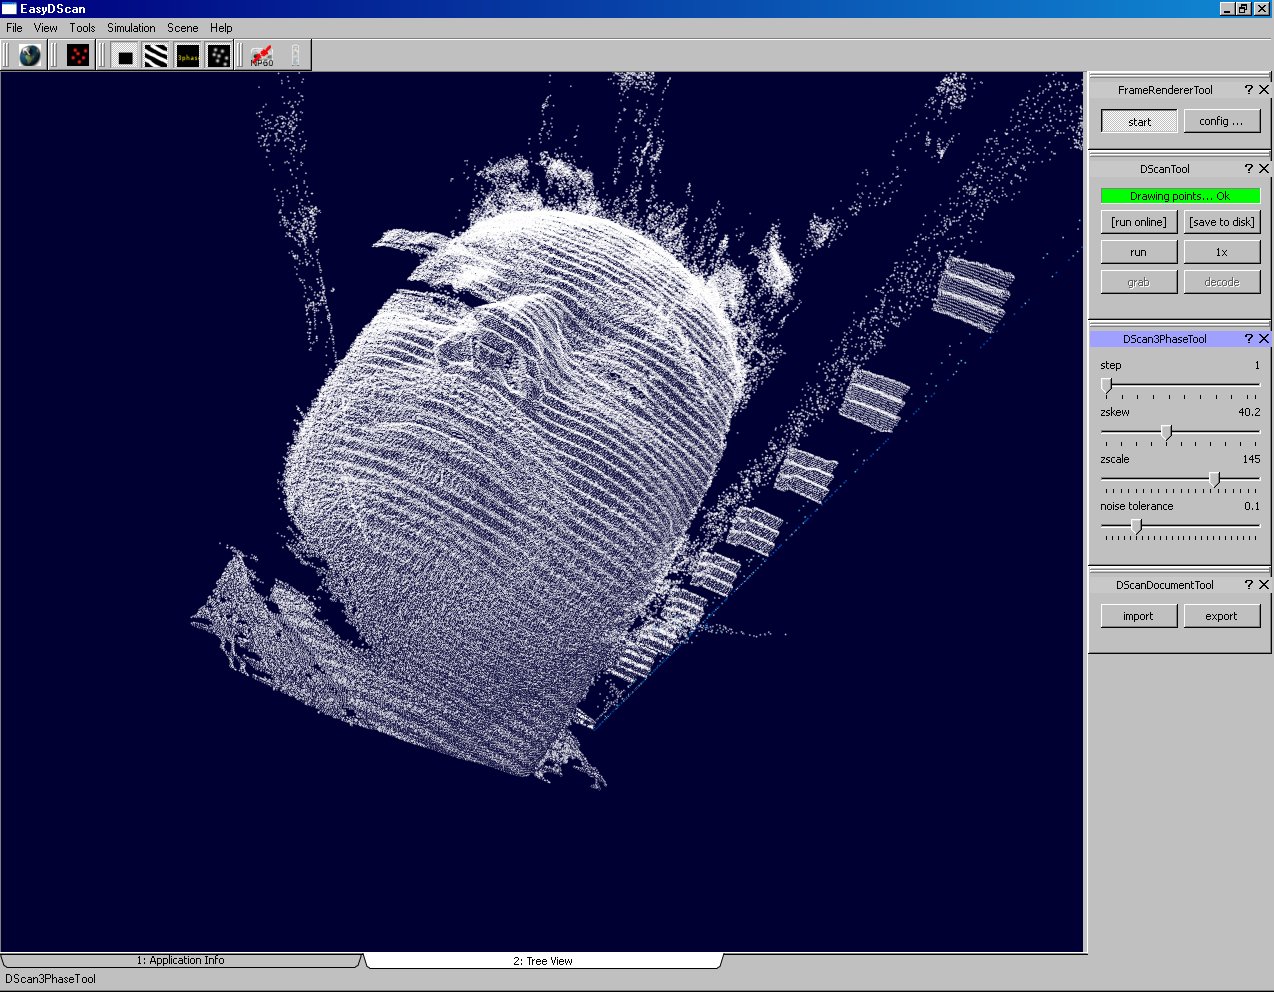 EasyDScan
File View Tools Simulation Scene Help
3phase
NP60
FrameRendererTool ?
start config ...
DScanTool ?
Drawing points... Ok
[run online] [save to disk]
run 1x
grab decode
DScan3PhaseTool ?
step 1
zskew 40.2
zscale 145
noise tolerance 0.1
DScanDocumentTool ?
import export
1: Application Info 2: Tree View
DScan3PhaseTool